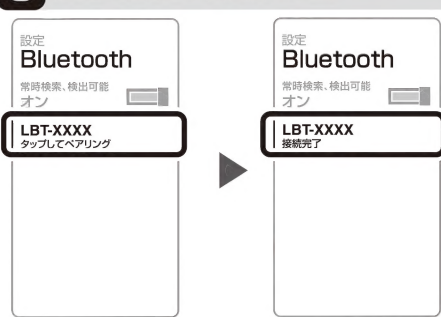 設定
Bluetooth
常時検索、検出可能
オン
LBT-XXXX
タップしてペアリング
設定
Bluetooth
常時検索、検出可能
オン
LBT-XXXX
接続完了